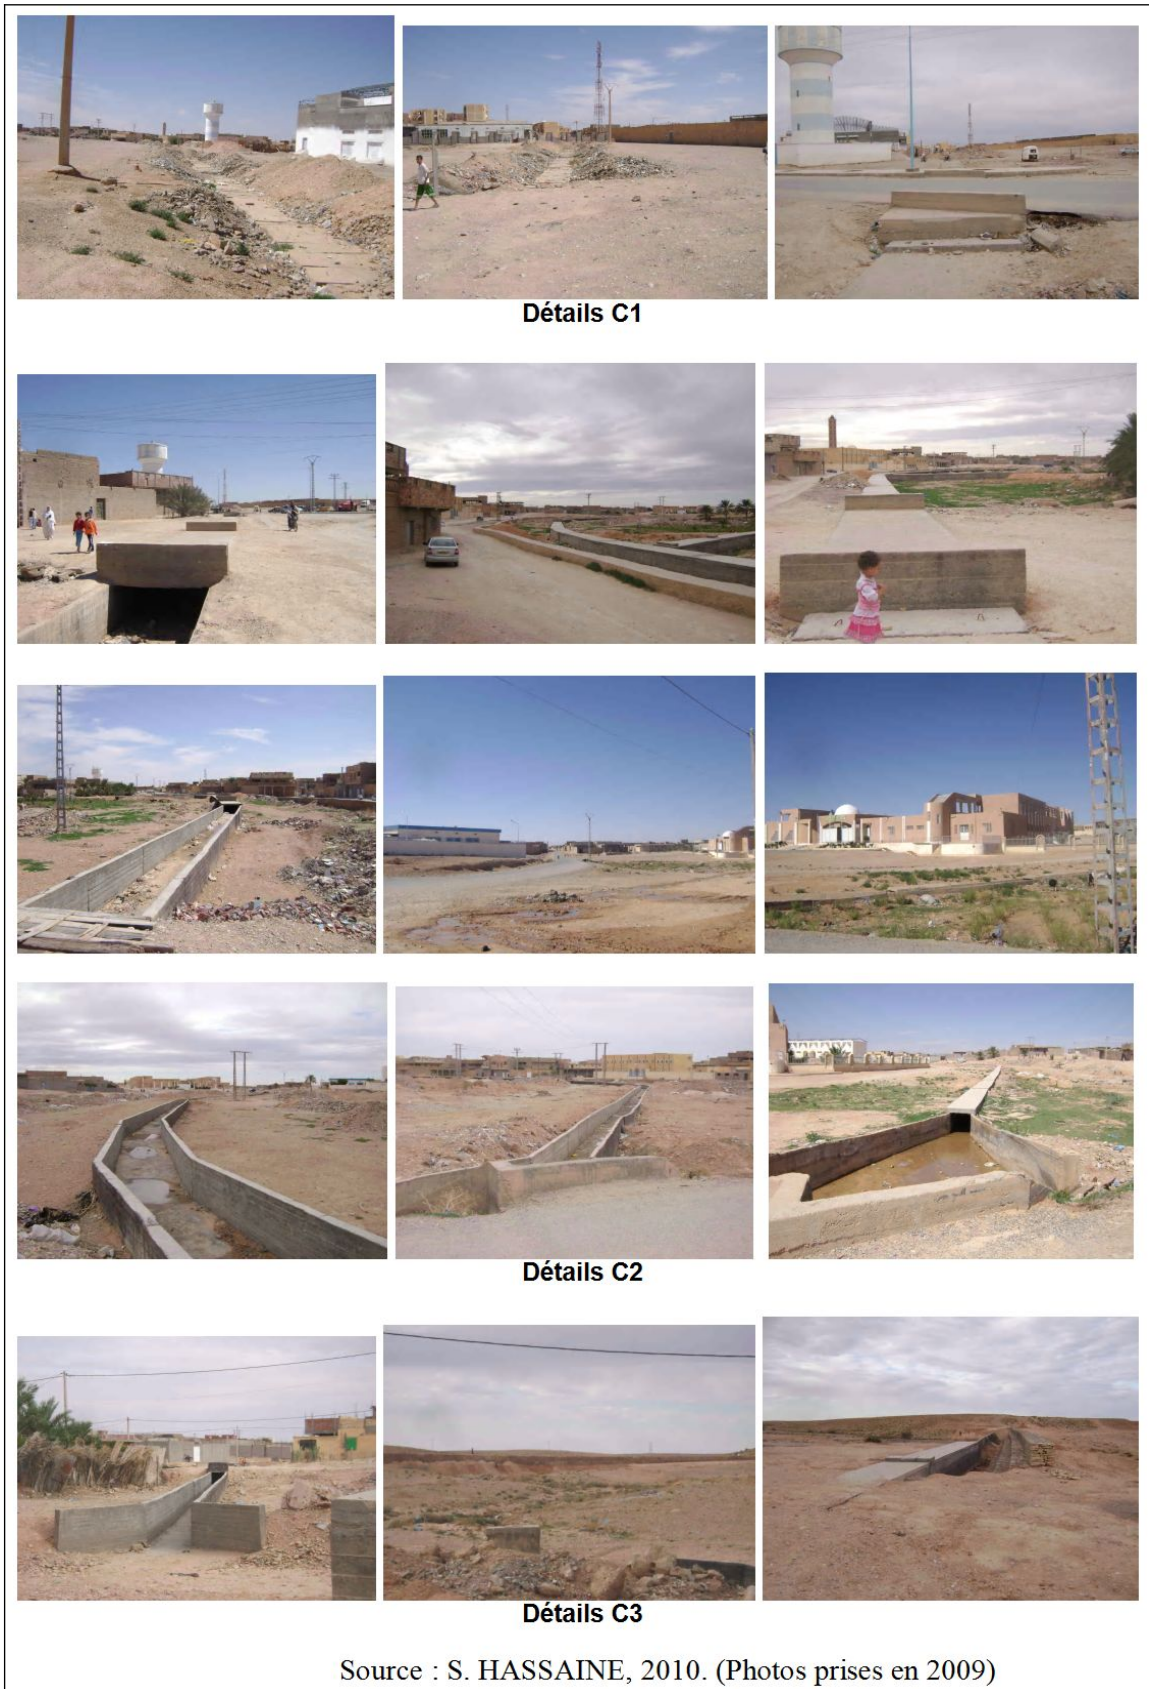 Détails C1
Détails C2
Détails C3
Source : S. HASSAINE, 2010. (Photos prises en 2009)